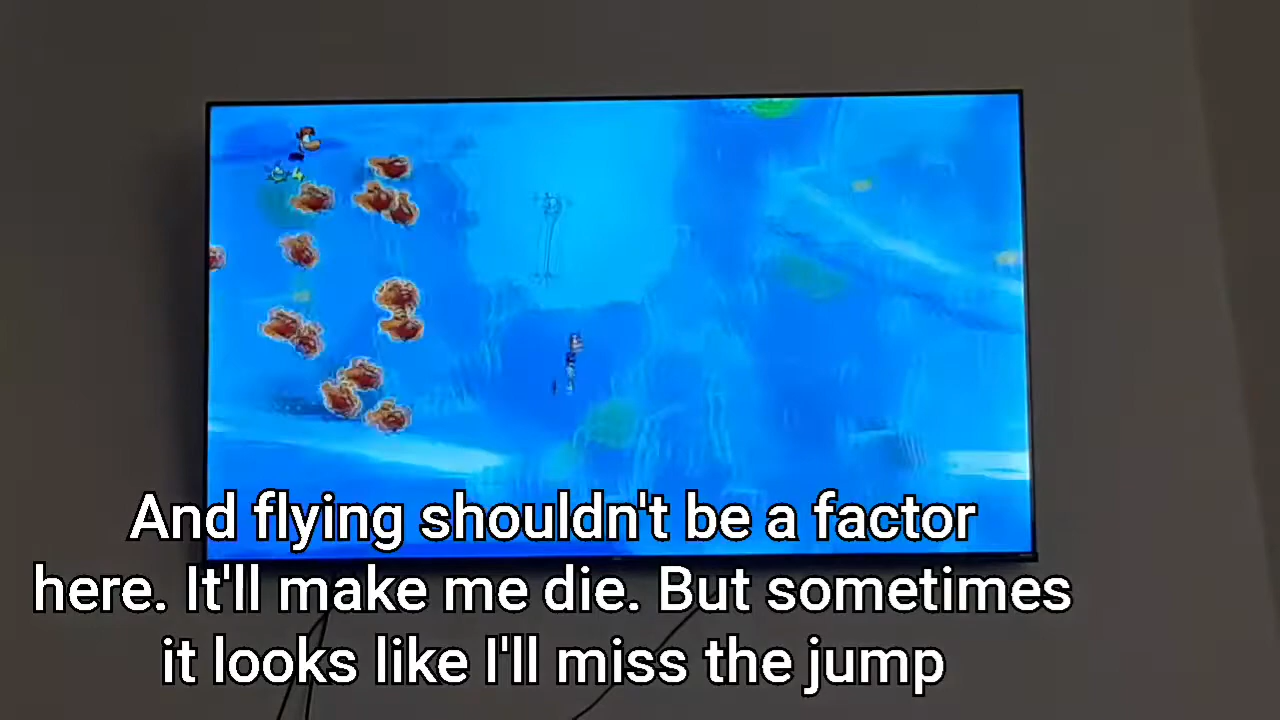 And flying shouldn't be a factor
here. It'll make me die. But sometimes
it looks like I'll miss the jump